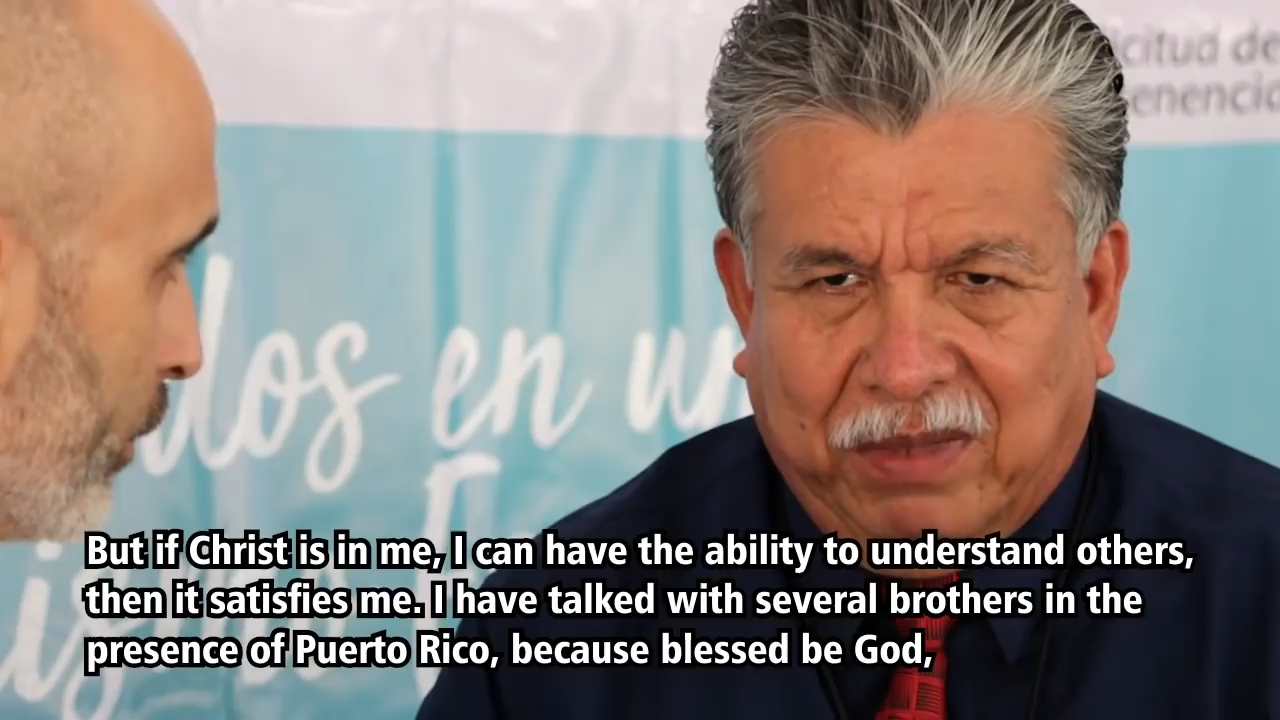 en
But if Christ is in me, I can have the ability to understand others,
then it satisfies me. I have talked with several brothers in the
presence of Puerto Rico, because blessed be God,